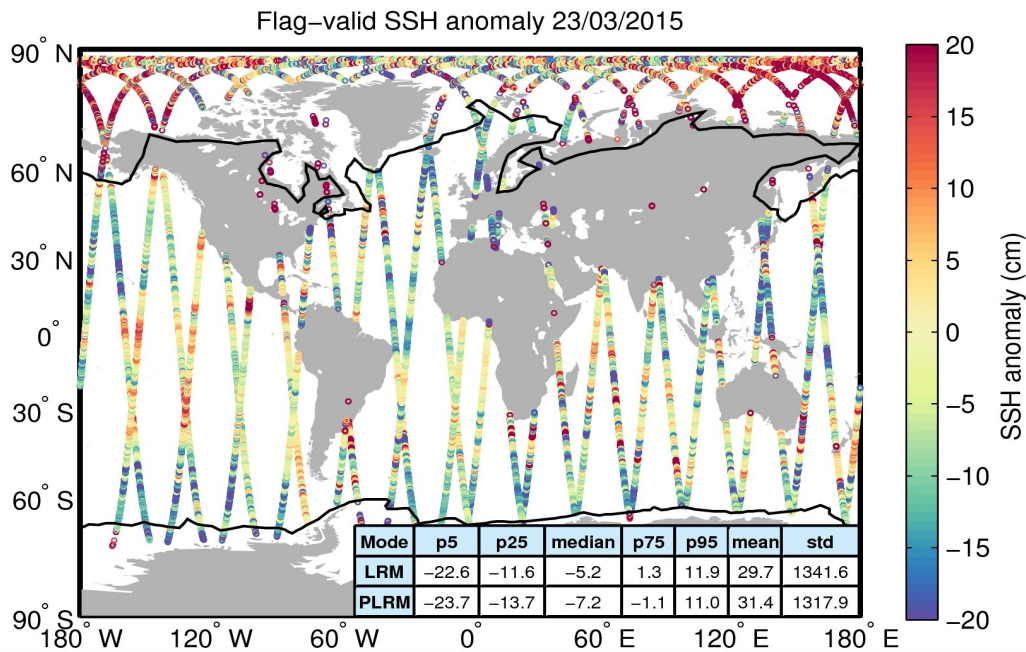 Flag−valid SSH anomaly 23/03/2015
90° N
60° N
30° N
0°
30° S
60° S
90° S
180° W 120° W 60° W 0° 60° E 120° E 180° E
Mode p5 p25 median p75 p95 mean std
LRM −22.6 −11.6 −5.2 1.3 11.9 29.7 1341.6
PLRM −23.7 −13.7 −7.2 −1.1 11.0 31.4 1317.9
20
15
10
5
0
−5
−10
−15
−20
SSH anomaly (cm)